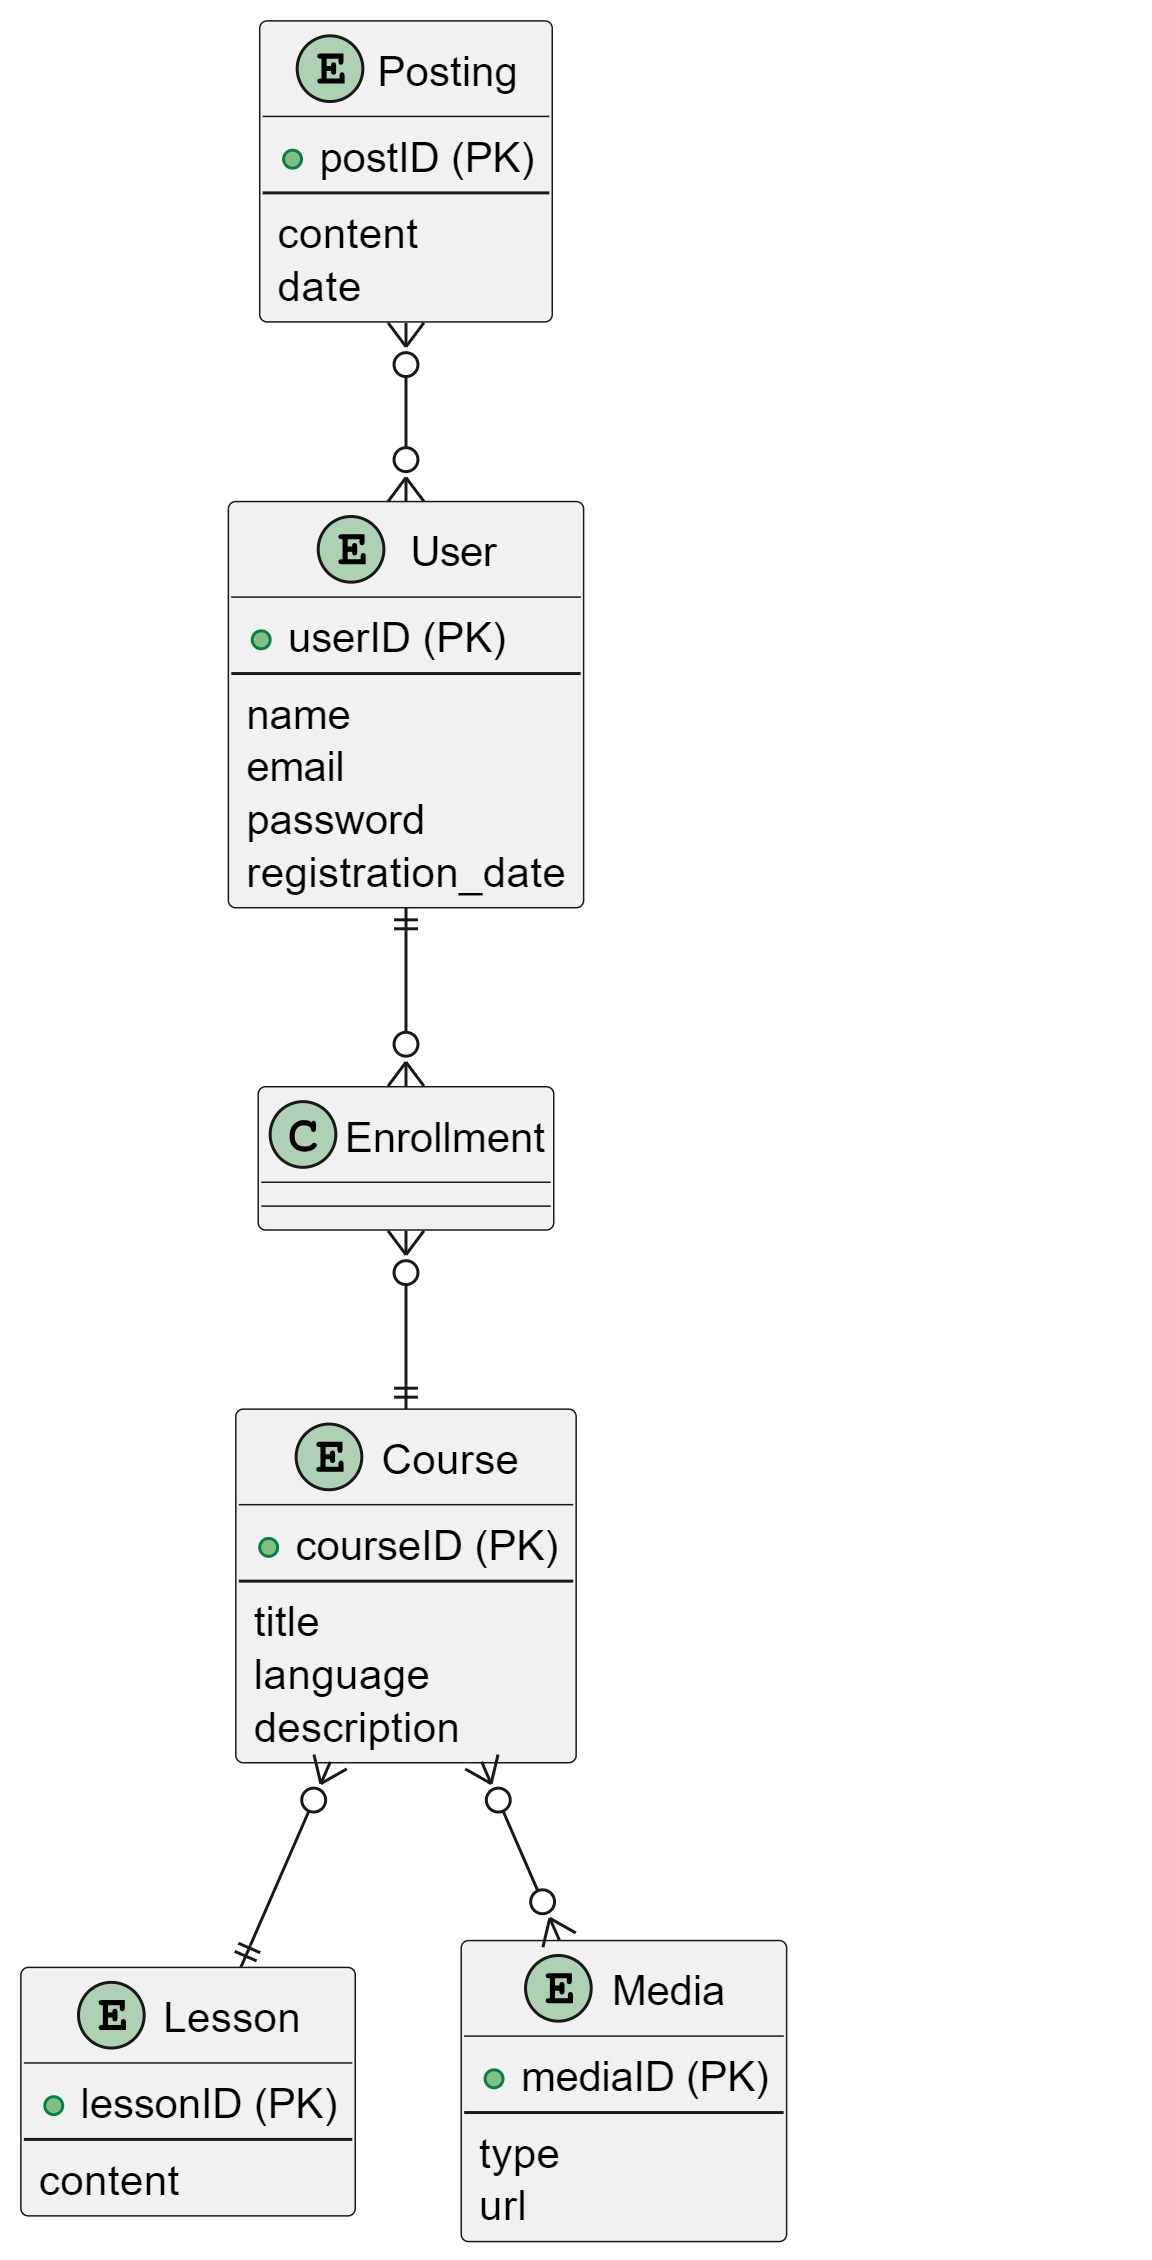 E Posting
postID (PK)
content
date
E User
userID (PK)
name
email
password
registration_date
C Enrollment
E Course
courseID (PK)
title
language
description
E Lesson
lessonID (PK)
content
E Media
mediaID (PK)
type
url